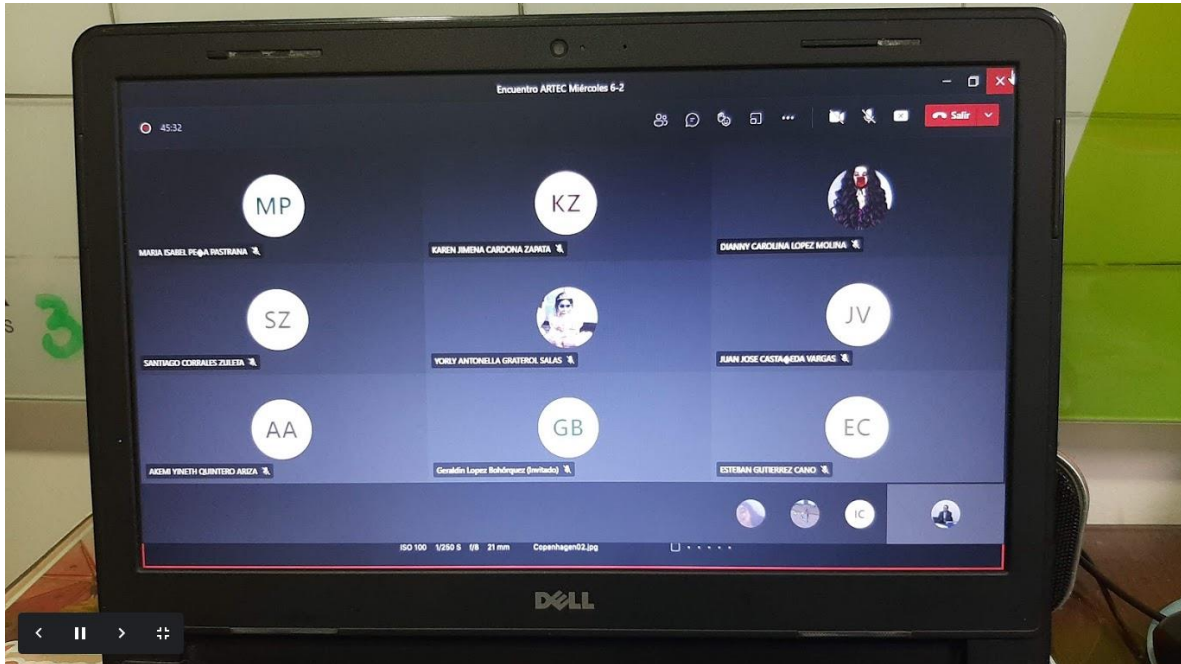 Encuentro ARTEC Miércoles 6-2
45:32
Salir
MP
KZ
MARIA ISABEL PE�A PASTRANA
KAREN JIMENA CARDONA ZAPATA
DIANNY CAROLINA LOPEZ MOLINA
SZ
JV
SANTIAGO CORRALES ZULETA
YORLY ANTONELLA GRATEROL SALAS
JUAN JOSE CASTA�EDA VARGAS
AA
GB
EC
AKEMI YINETH QUINTERO ARIZA
Geraldin Lopez Bohórquez (Invitado)
ESTEBAN GUTIERREZ CANO
IC
ISO 100 1/250 S f/8 21 mm Copenhagen02.jpg
DELL
S
3